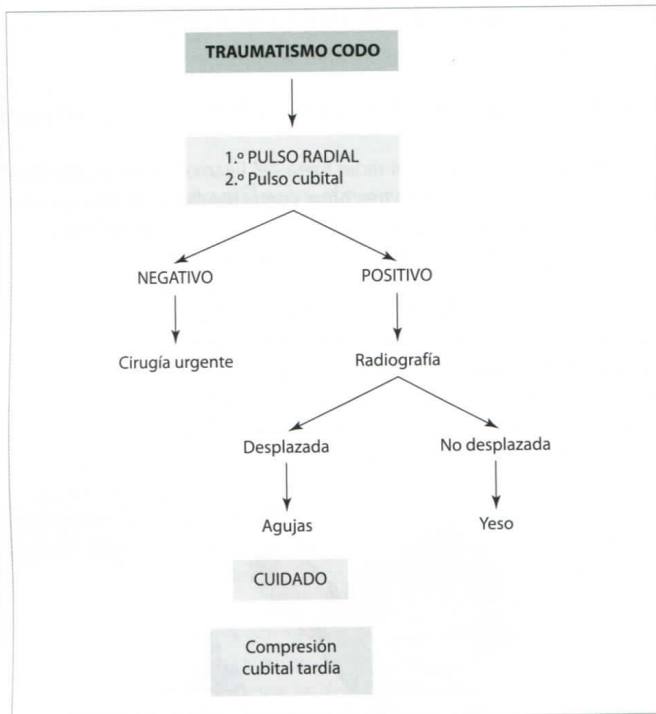 TRAUMATISMO CODO
1.º PULSO RADIAL
2.º Pulso cubital
NEGATIVO
POSITIVO
Cirugía urgente
Radiografía
Desplazada
No desplazada
Agujas
Yeso
CUIDADO
Compresión
cubital tardía